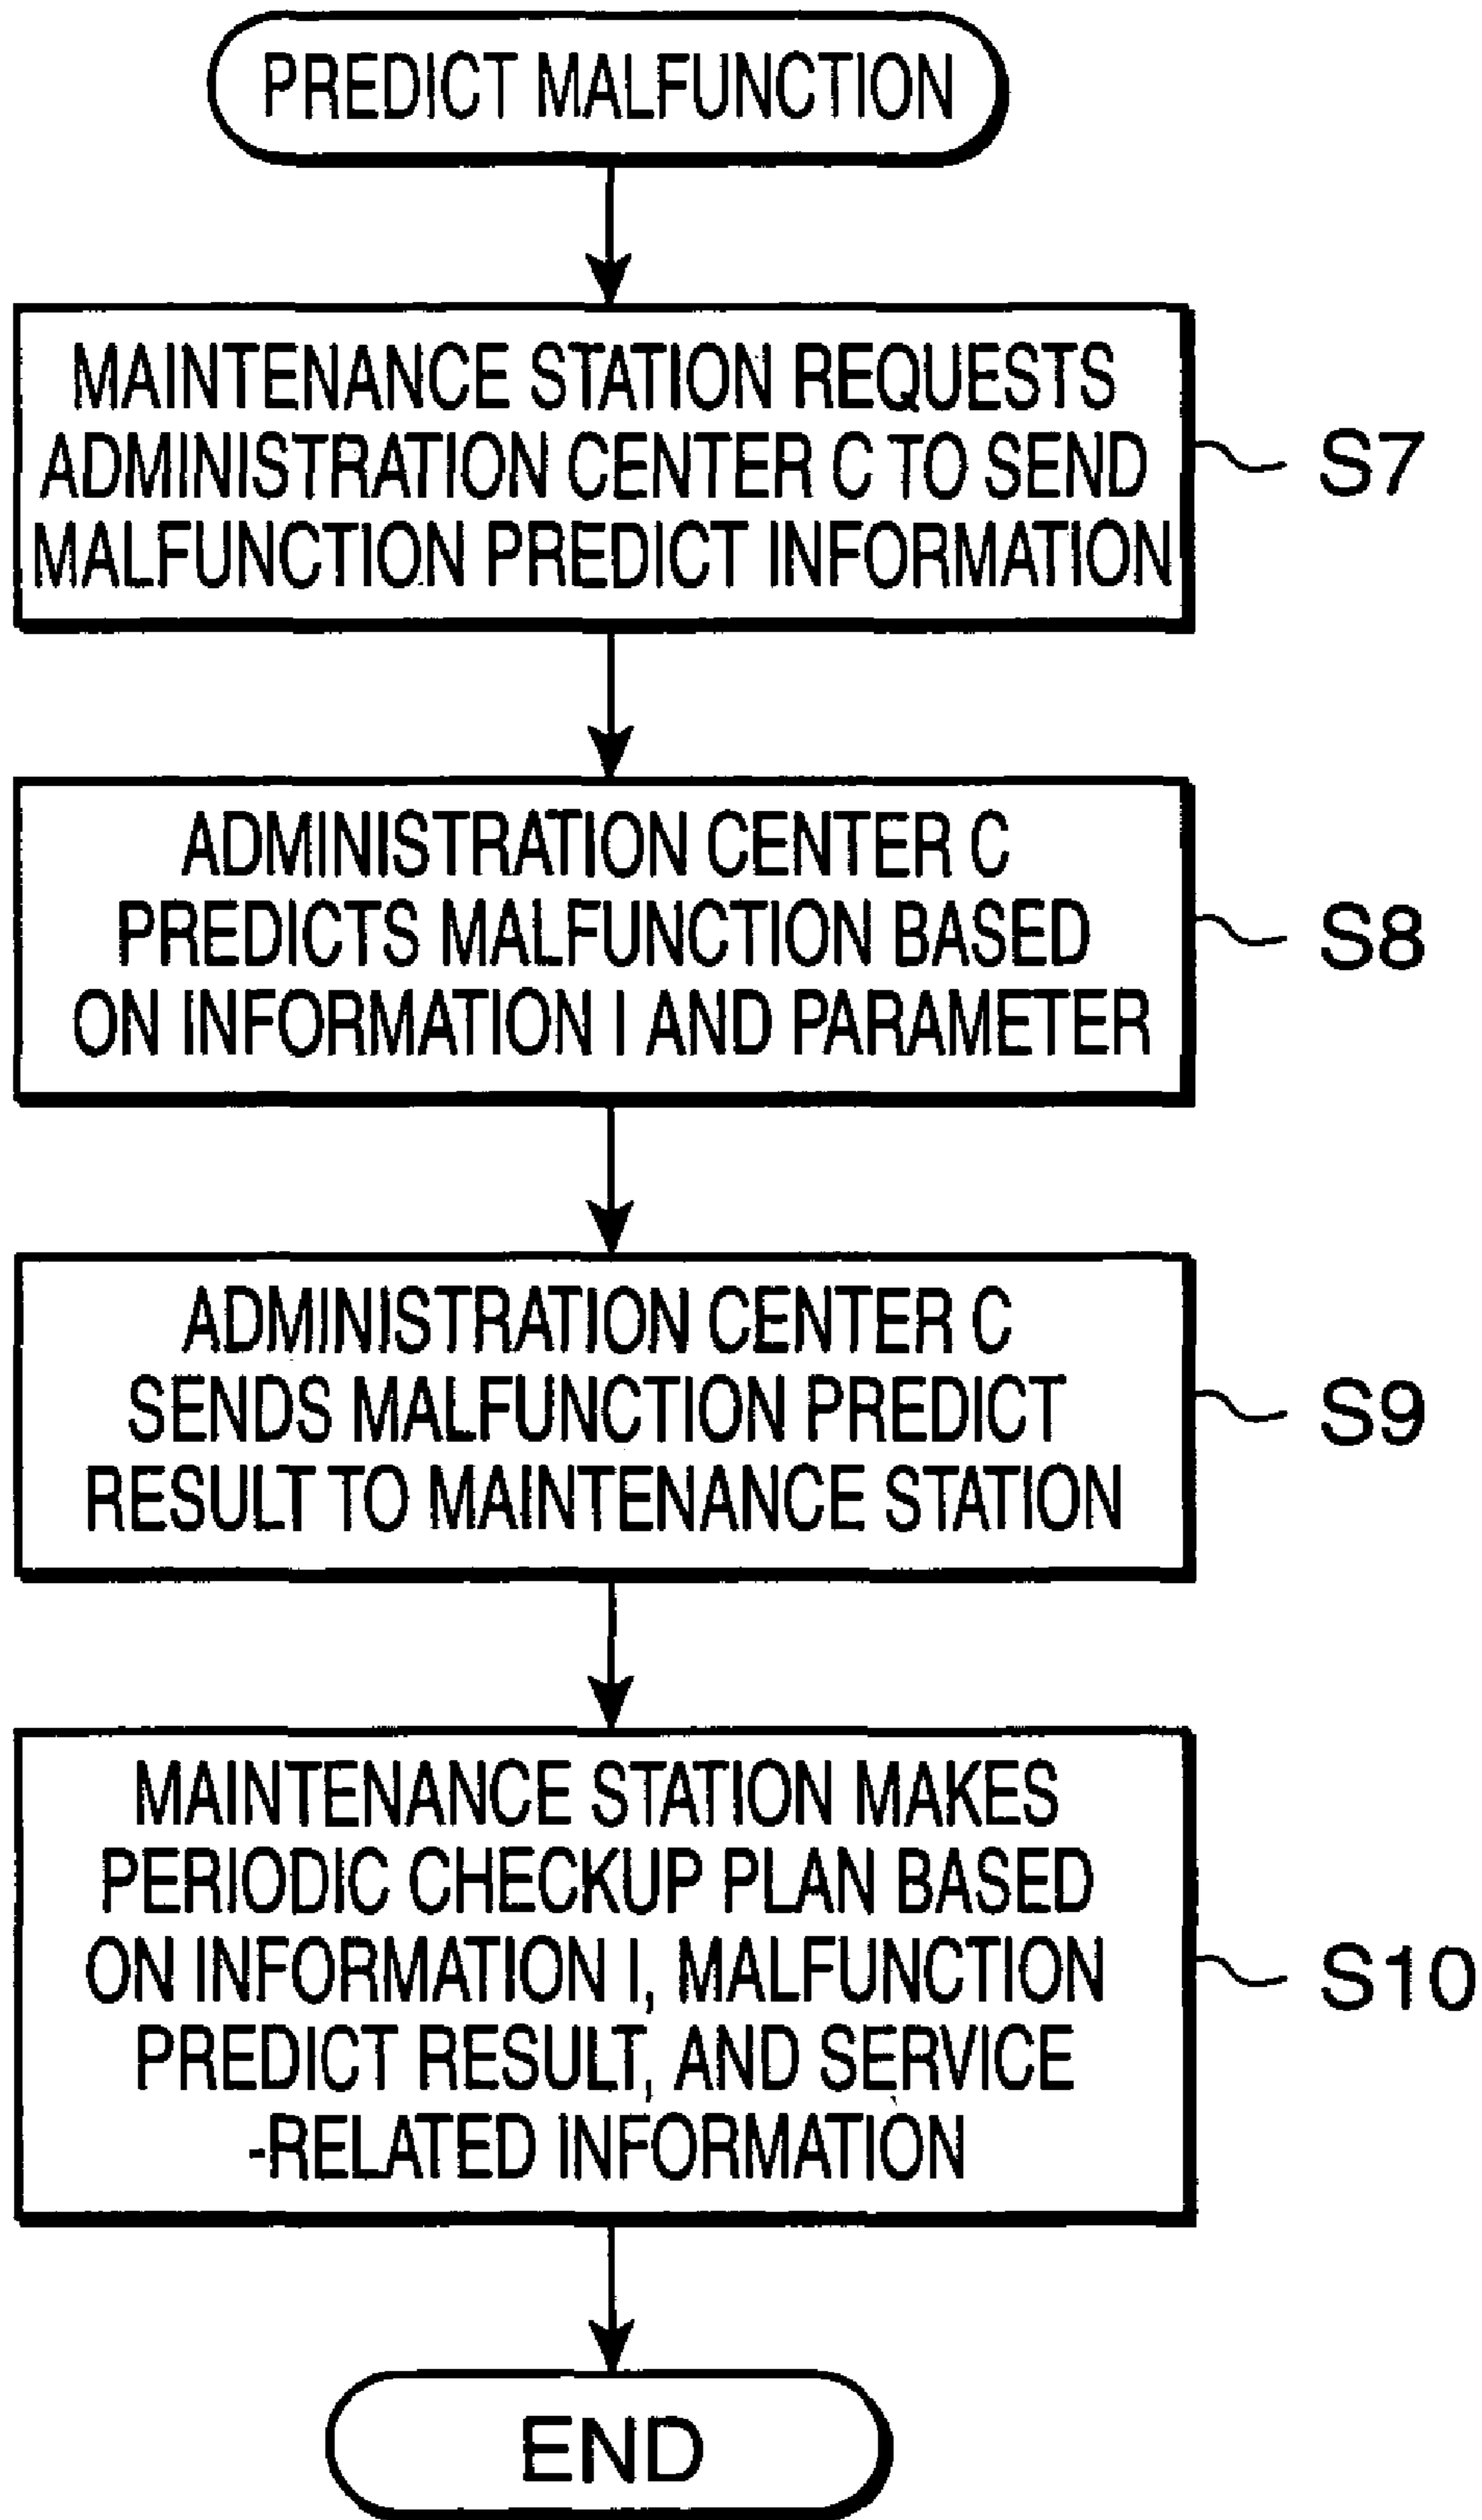 PREDICT MALFUNCTION
MAINTENANCE STATION REQUESTS
ADMINISTRATION CENTER C TO SEND
MALFUNCTION PREDICT INFORMATION
S7
ADMINISTRATION CENTER C
PREDICTS MALFUNCTION BASED
ON INFORMATION I AND PARAMETER
S8
ADMINISTRATION CENTER C
SENDS MALFUNCTION PREDICT
RESULT TO MAINTENANCE STATION
S9
MAINTENANCE STATION MAKES
PERIODIC CHECKUP PLAN BASED
ON INFORMATION I, MALFUNCTION
PREDICT RESULT, AND SERVICE
-RELATED INFORMATION
S10
END